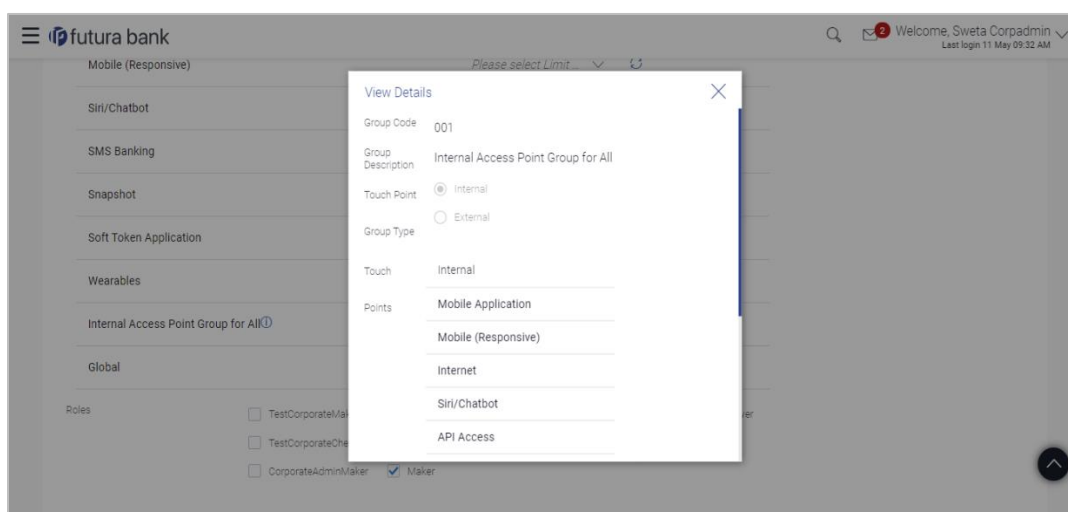 futura bank
2
Welcome, Sweta Corpadmin
Last login 11 May 09:32 AM
Mobile (Responsive)
Please select Limit ...
Siri/Chatbot
SMS Banking
Snapshot
Soft Token Application
Wearables
Internal Access Point Group for All
Global
Roles
TestCorporateMak
ver
TestCorporateChe
CorporateAdminMaker
Maker
View Details
Group Code
001
Group
Description
Internal Access Point Group for All
Touch Point
Internal
External
Group Type
Touch
Points
Internal
Mobile Application
Mobile (Responsive)
Internet
Siri/Chatbot
API Access